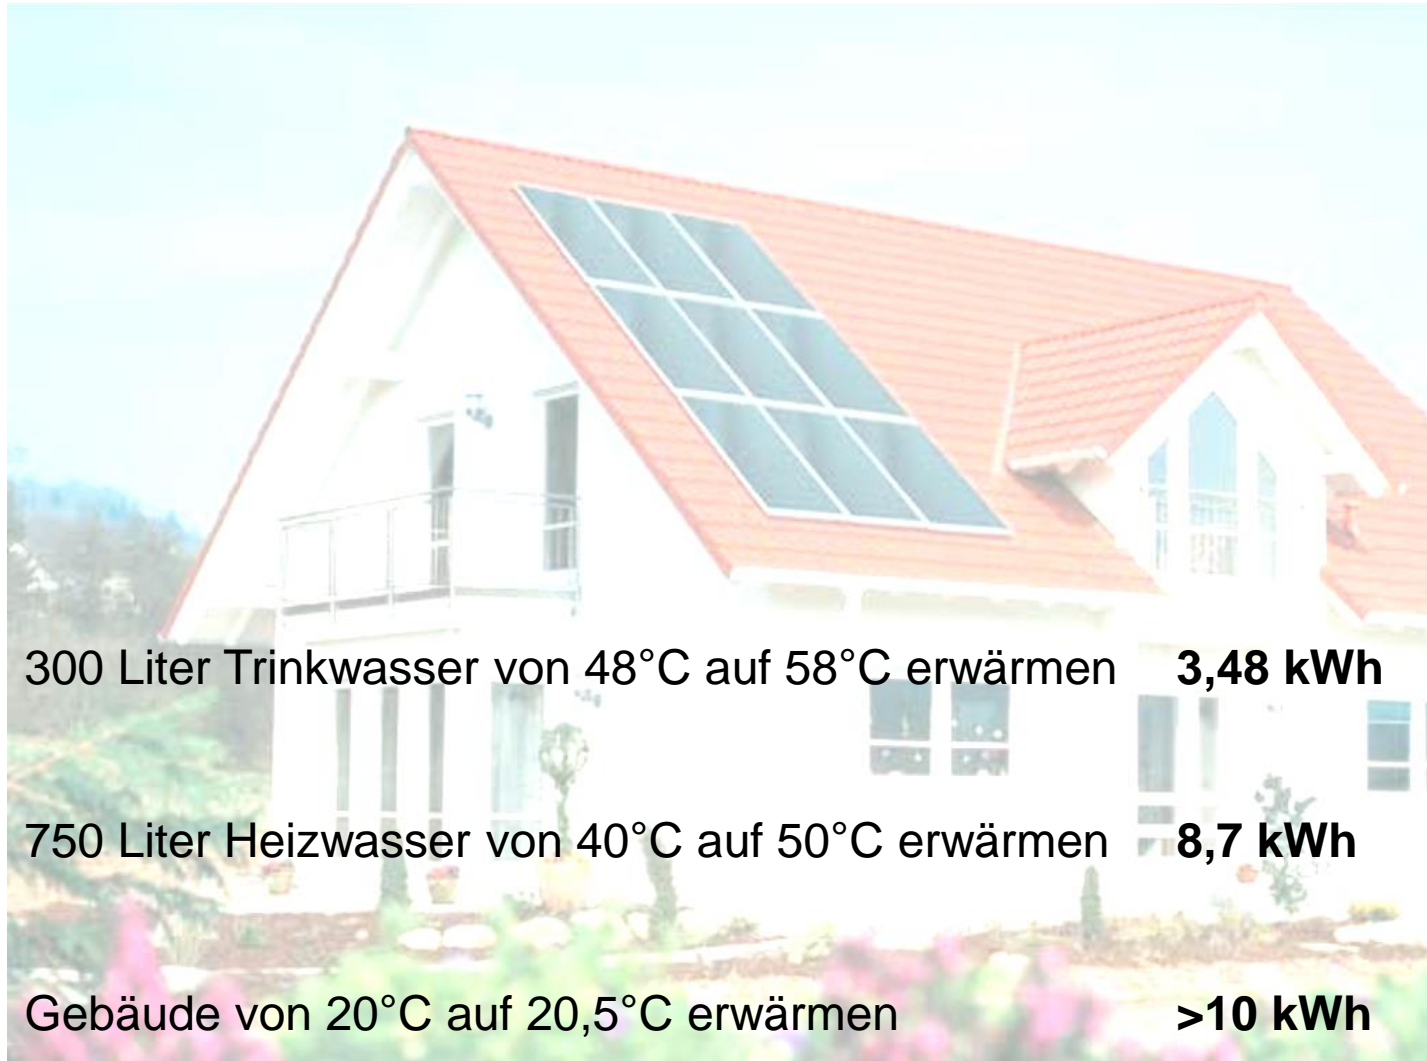 300 Liter Trinkwasser von 48°C auf 58°C erwärmen 3,48 kWh
750 Liter Heizwasser von 40°C auf 50°C erwärmen 8,7 kWh
Gebäude von 20°C auf 20,5°C erwärmen >10 kWh